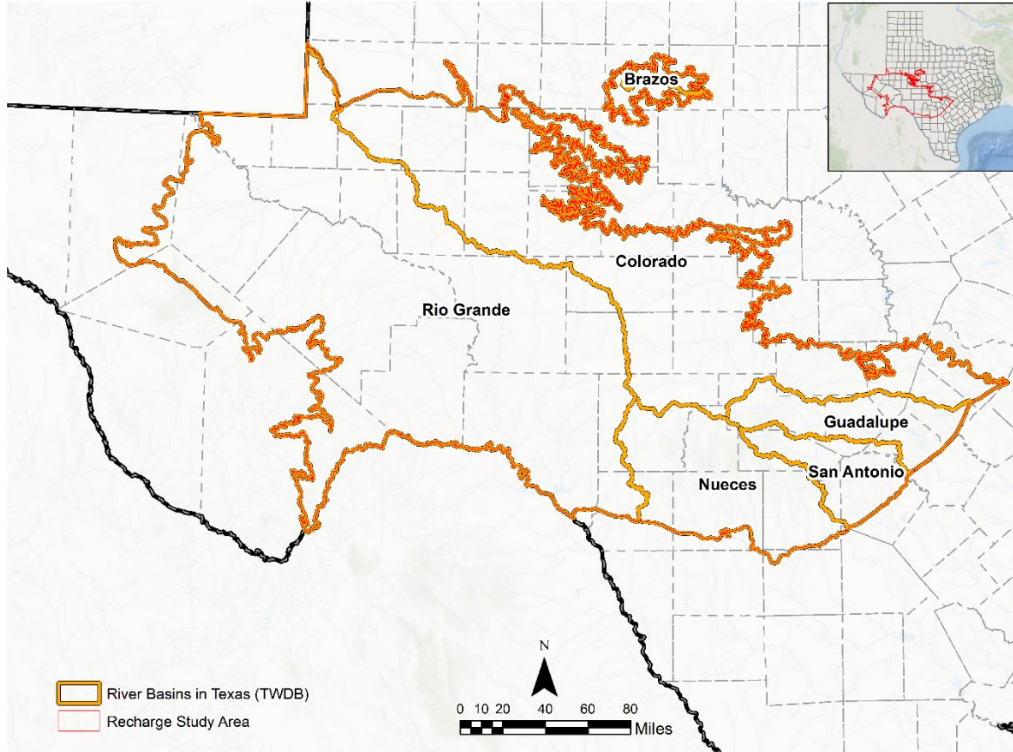 Brazos
Colorado
Rio Grande
Guadalupe
San Antonio
Nueces
N
River Basins in Texas (TWDB)
Recharge Study Area
0 10 20 40 60 80
Miles